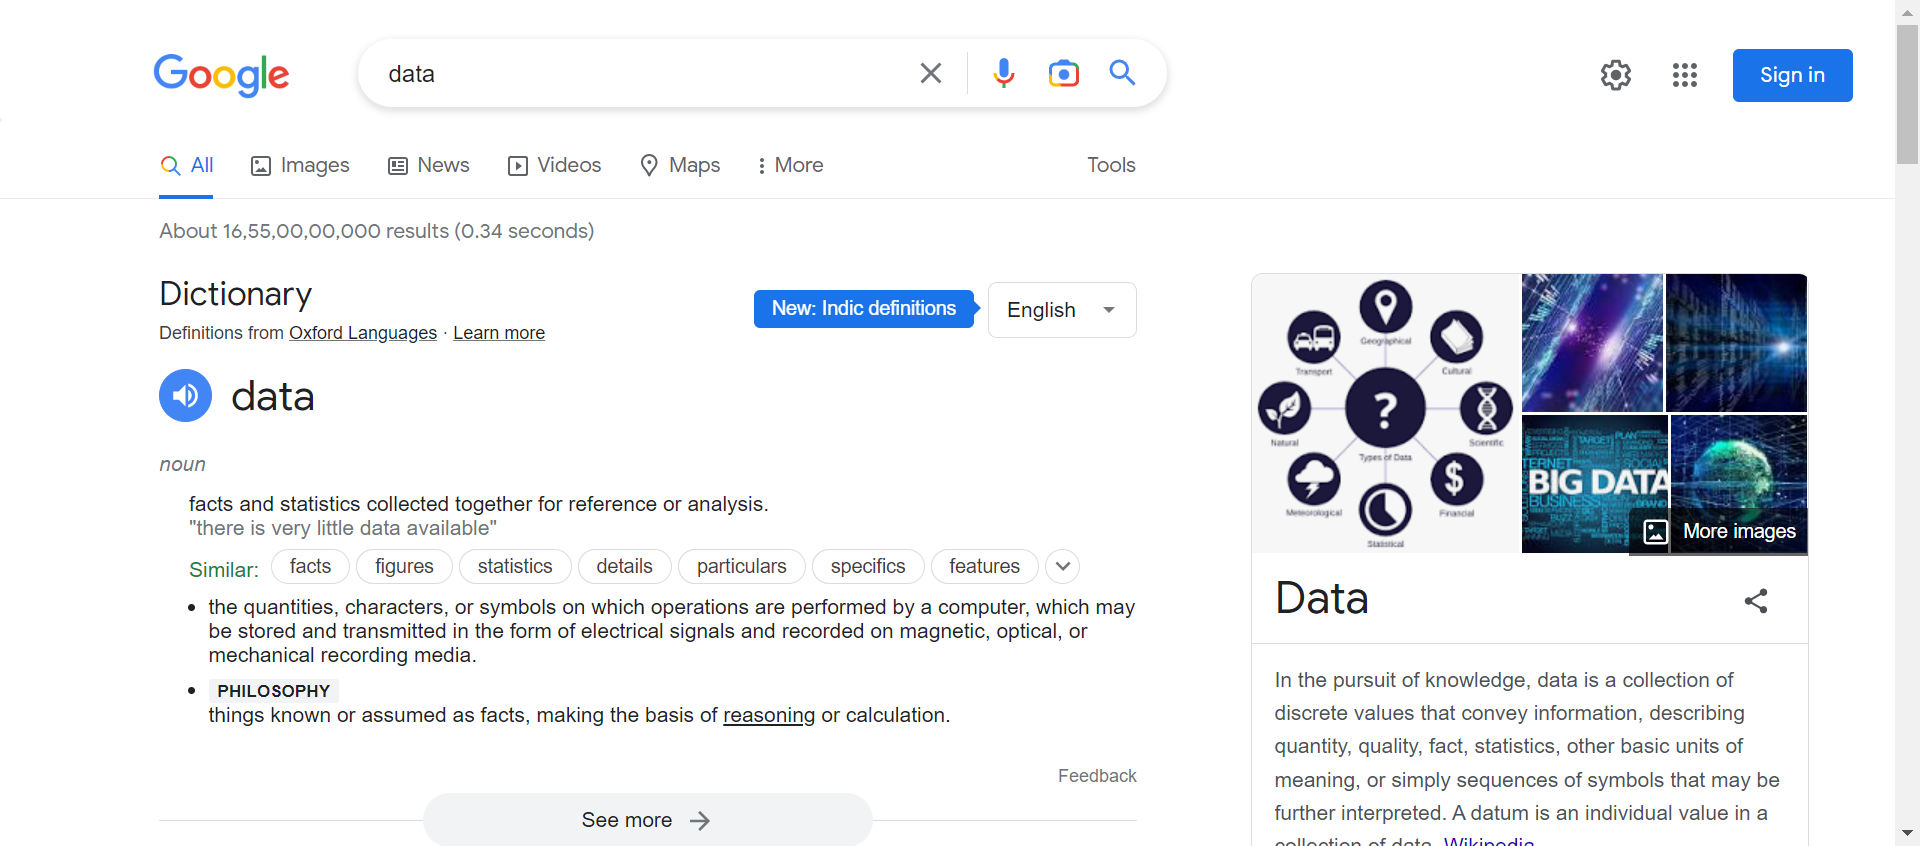 Google
data
Sign in
All Images News Videos Maps More Tools
About 16,55,00,00,000 results (0.34 seconds)
Dictionary
New: Indic definitions
English
Definitions from Oxford Languages · Learn more
data
noun
facts and statistics collected together for reference or analysis.
"there is very little data available"
Similar: facts figures statistics details particulars specifics features
• the quantities, characters, or symbols on which operations are performed by a computer, which may
be stored and transmitted in the form of electrical signals and recorded on magnetic, optical, or
mechanical recording media.
• PHILOSOPHY
things known or assumed as facts, making the basis of reasoning or calculation.
Feedback
See more
Geographical
Transport
Cultural
?
Natural
Scientific
Types of Data
$
Meteorological
Financial
Statistical
TARGET PLAN
SOCIAL
BIG DATA
BUSINESS
More images
Data
In the pursuit of knowledge, data is a collection of
discrete values that convey information, describing
quantity, quality, fact, statistics, other basic units of
meaning, or simply sequences of symbols that may be
further interpreted. A datum is an individual value in a
collection of data. Wikipedia